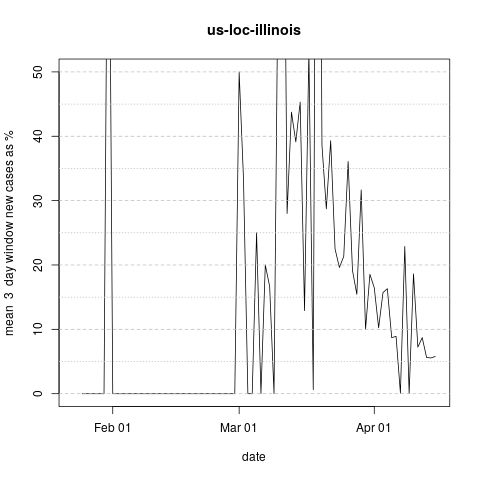 us-loc-illinois
mean  3  day window new cases as %
50
40
30
20
10
0
Feb 01
Mar 01
Apr 01
date